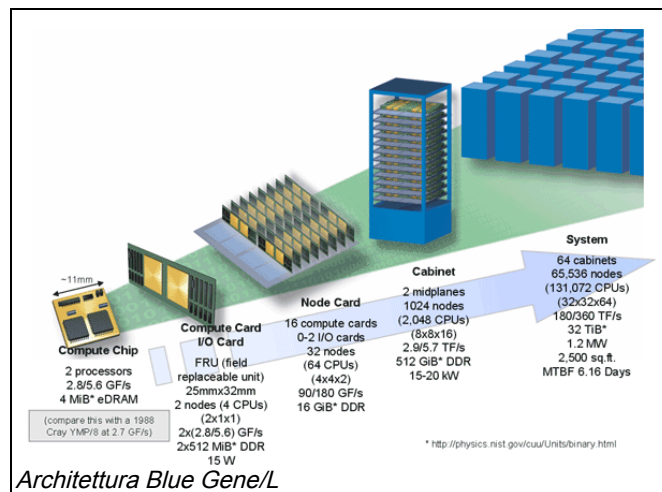 ~11mm
Compute Chip
2 processors
2.8/5.6 GF/s
4 MiB* eDRAM
(compare this with a 1988
Cray YMP/8 at 2.7 GF/s)
Compute Card
I/O Card
FRU (field
replaceable unit)
25mmx32mm
2 nodes (4 CPUs)
(2x1x1)
2x(2.8/5.6) GF/s
2x512 MiB* DDR
15 W
Node Card
16 compute cards
0-2 I/O cards
32 nodes
(64 CPUs)
(4x4x2)
90/180 GF/s
16 GiB* DDR
Cabinet
2 midplanes
1024 nodes
(2,048 CPUs)
(8x8x16)
2.9/5.7 TF/s
512 GiB* DDR
15-20 kW
System
64 cabinets
65,536 nodes
(131,072 CPUs)
(32x32x64)
180/360 TF/s
32 TiB*
1.2 MW
2,500 sq.ft.
MTBF 6.16 Days
* http://physics.nist.gov/cuu/Units/binary.html
Architettura Blue Gene/L